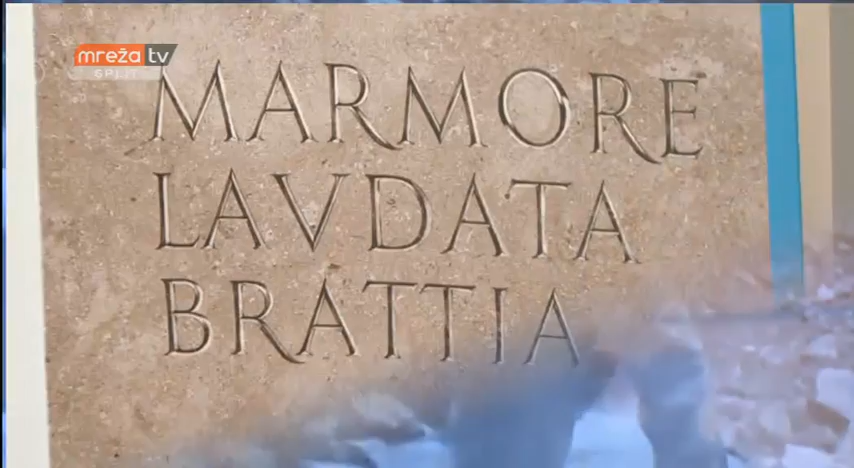 mreža tv
SPLIT
MARMORE
LAVDATA
BRATTIA